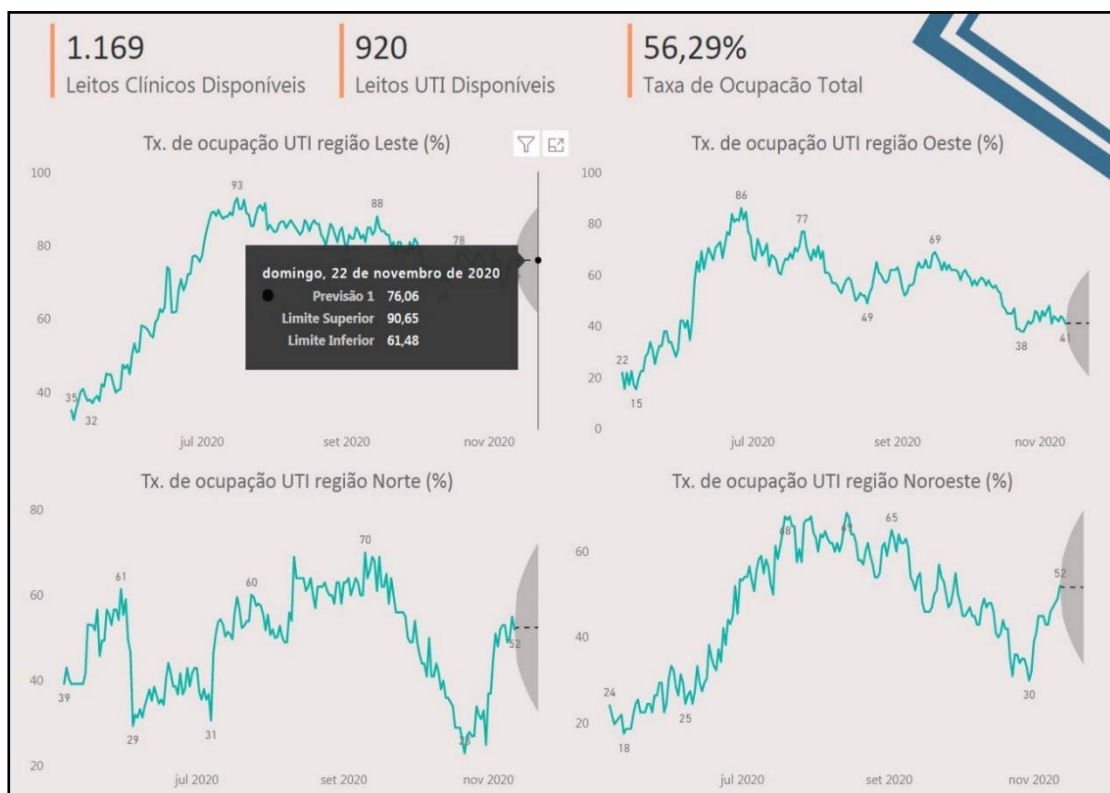 1.169
Leitos Clínicos Disponíveis
920
Leitos UTI Disponíveis
56,29%
Taxa de Ocupacão Total
Tx. de ocupação UTI região Leste (%)
100
80
60
40
93
88
78
35
32
jul 2020
set 2020
nov 2020
domingo, 22 de novembro de 2020
Previsão 1 76,06
Limite Superior 90,65
Limite Inferior 61,48
Tx. de ocupação UTI região Oeste (%)
100
80
60
40
20
0
22
15
86
77
49
69
38
41
jul 2020
set 2020
nov 2020
Tx. de ocupação UTI região Norte (%)
80
60
40
20
39
61
29
31
60
70
52
jul 2020
set 2020
nov 2020
Tx. de ocupação UTI região Noroeste (%)
60
40
20
24
18
25
68
69
65
30
52
jul 2020
set 2020
nov 2020